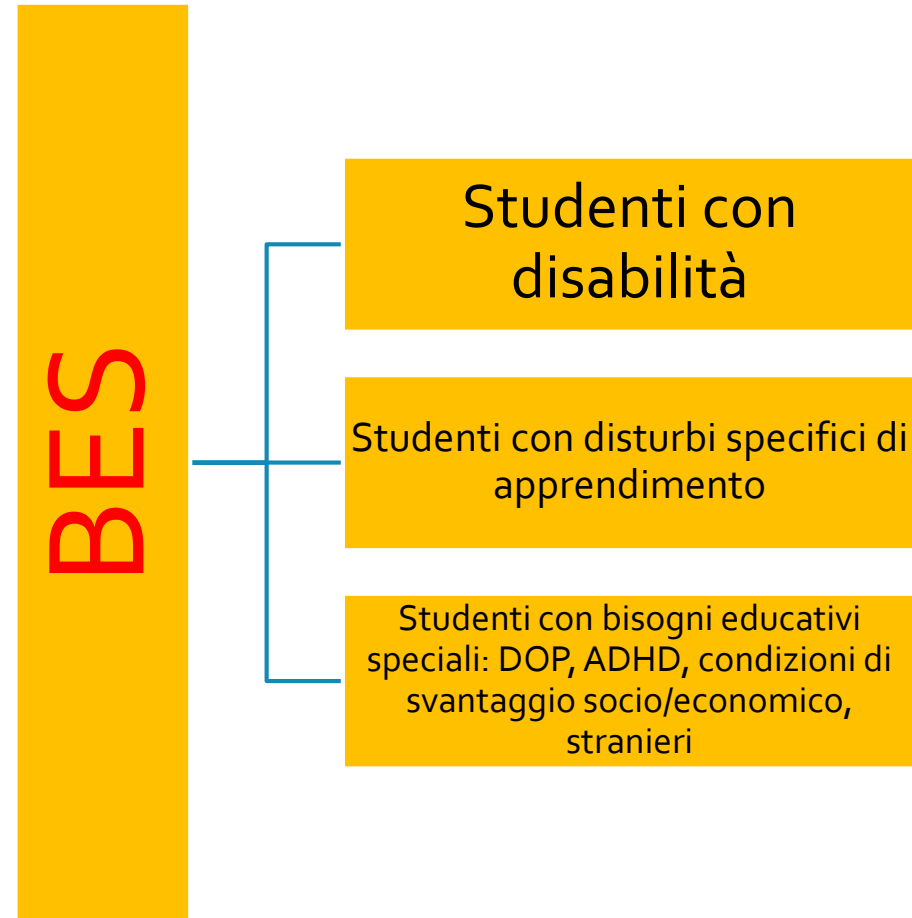 BES
Studenti con
disabilità
Studenti con disturbi specifici di
apprendimento
Studenti con bisogni educativi
speciali: DOP, ADHD, condizioni di
svantaggio socio/economico,
stranieri